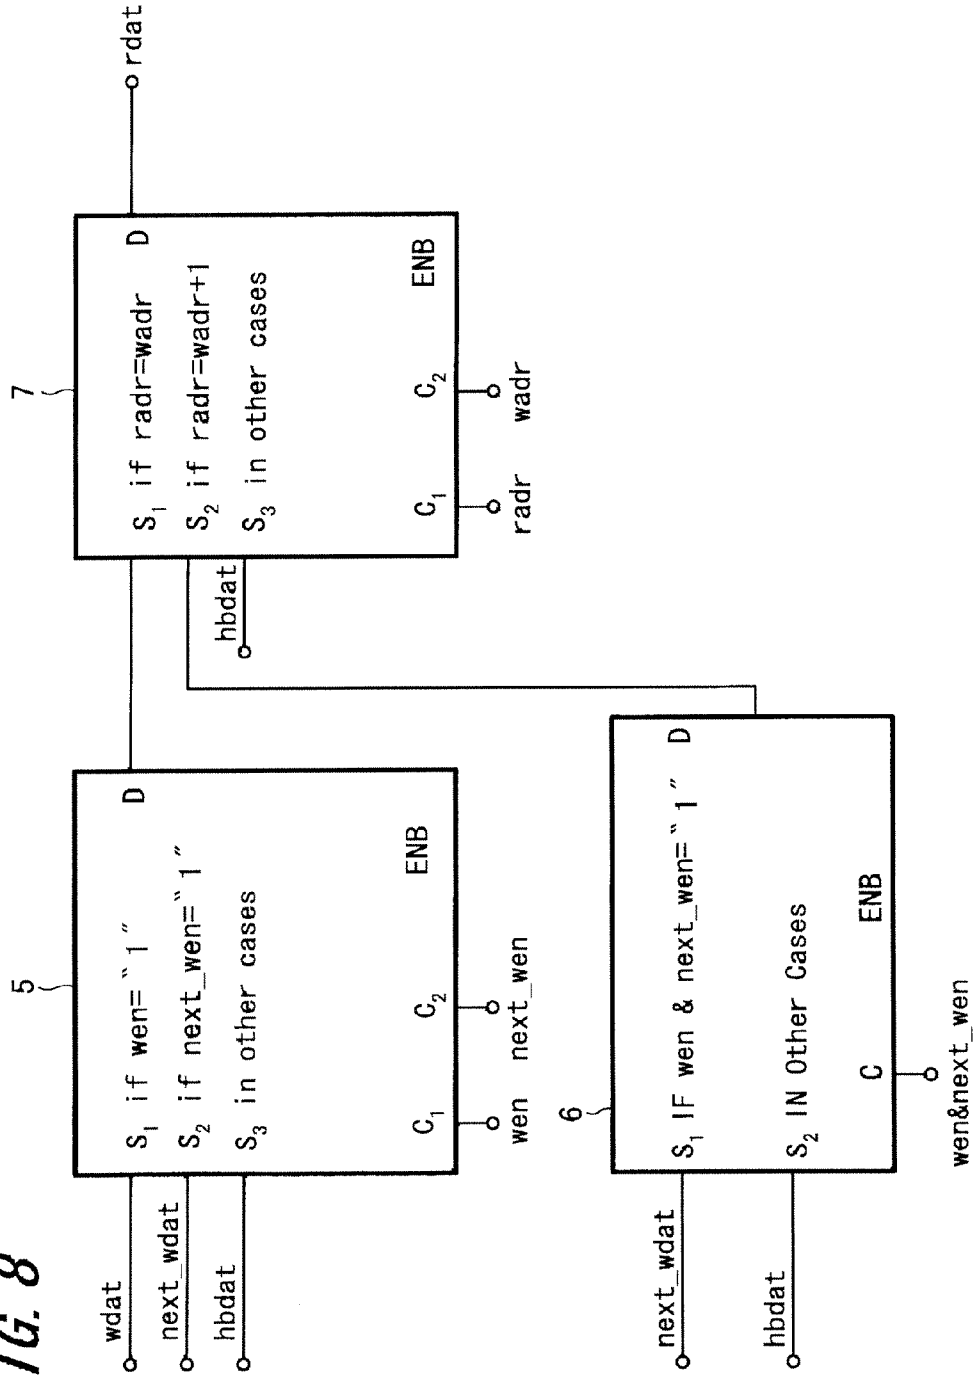 IG. 8
5
wdat
S1 if wen=〝1〞
D
next_wdat
S2 if next_wen=〝1〞
hbdat
S3 in other cases
C1
C2
ENB
wen
next_wen
7
S1 if radr=wadr
D
rdat
S2 if radr=wadr+1
hbdat
S3 in other cases
C1
C2
ENB
radr
wadr
6
next_wdat
S1 IF wen & next_wen=〝1〞
D
hbdat
S2 IN Other Cases
C
ENB
wen&next_wen